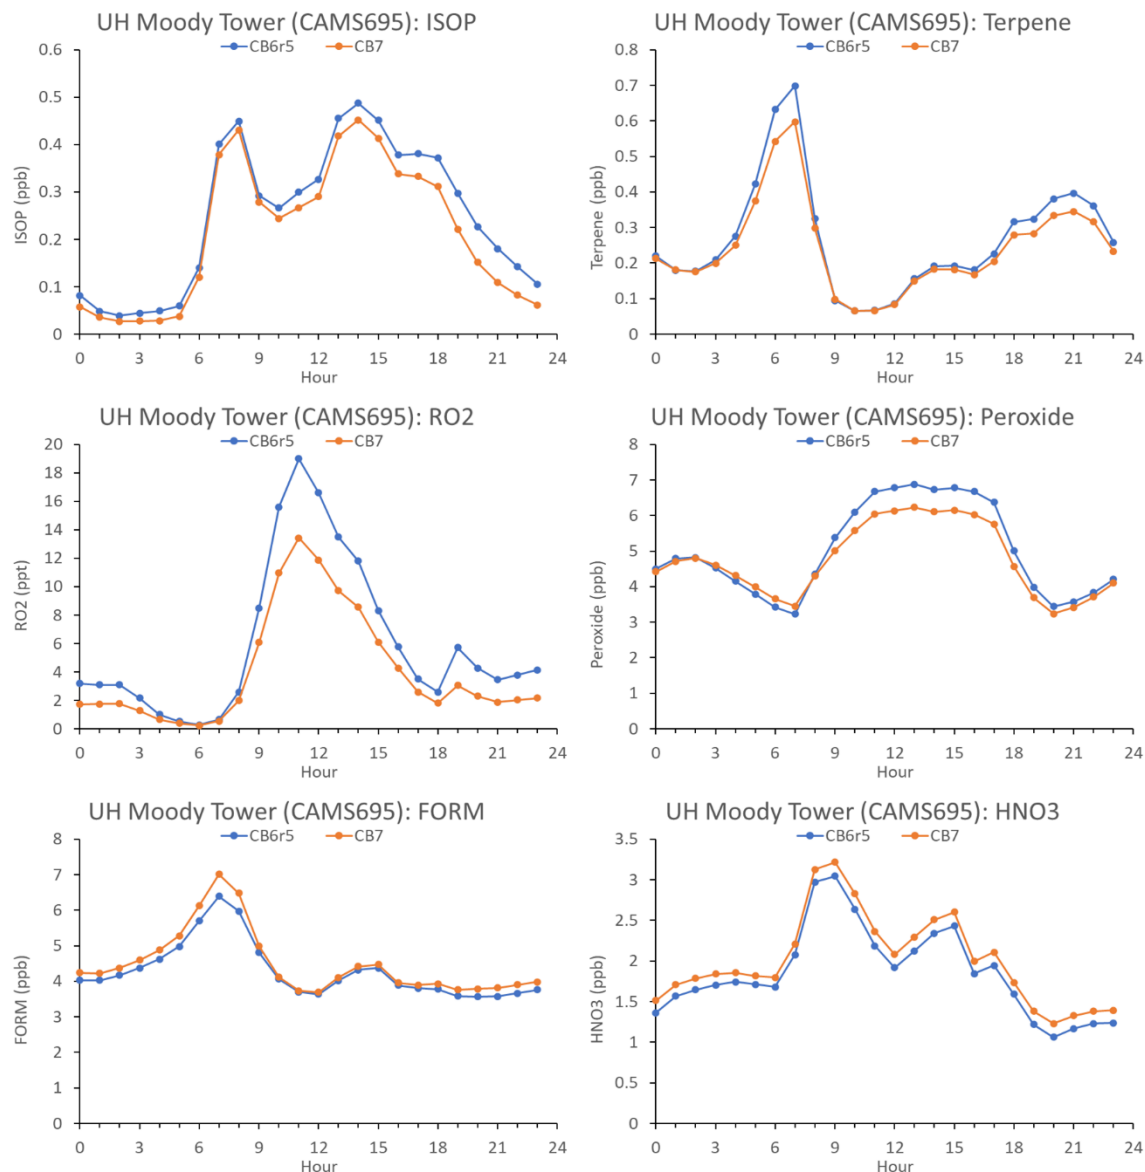 UH Moody Tower (CAMS695): ISOP
CB6r5 CB7
0.6
0.5
0.4
0.3
0.2
0.1
0
ISOP (ppb)
0 3 6 9 12 15 18 21 24
Hour
UH Moody Tower (CAMS695): Terpene
CB6r5 CB7
0.8
0.7
0.6
0.5
0.4
0.3
0.2
0.1
0
Terpene (ppb)
0 3 6 9 12 15 18 21 24
Hour
UH Moody Tower (CAMS695): RO2
CB6r5 CB7
20
18
16
14
12
10
8
6
4
2
0
RO2 (ppt)
0 3 6 9 12 15 18 21 24
Hour
UH Moody Tower (CAMS695): Peroxide
CB6r5 CB7
8
7
6
5
4
3
2
1
0
Peroxide (ppb)
0 3 6 9 12 15 18 21 24
Hour
UH Moody Tower (CAMS695): FORM
CB6r5 CB7
8
7
6
5
4
3
2
1
0
FORM (ppb)
0 3 6 9 12 15 18 21 24
Hour
UH Moody Tower (CAMS695): HNO3
CB6r5 CB7
3.5
3
2.5
2
1.5
1
0.5
0
HNO3 (ppb)
0 3 6 9 12 15 18 21 24
Hour